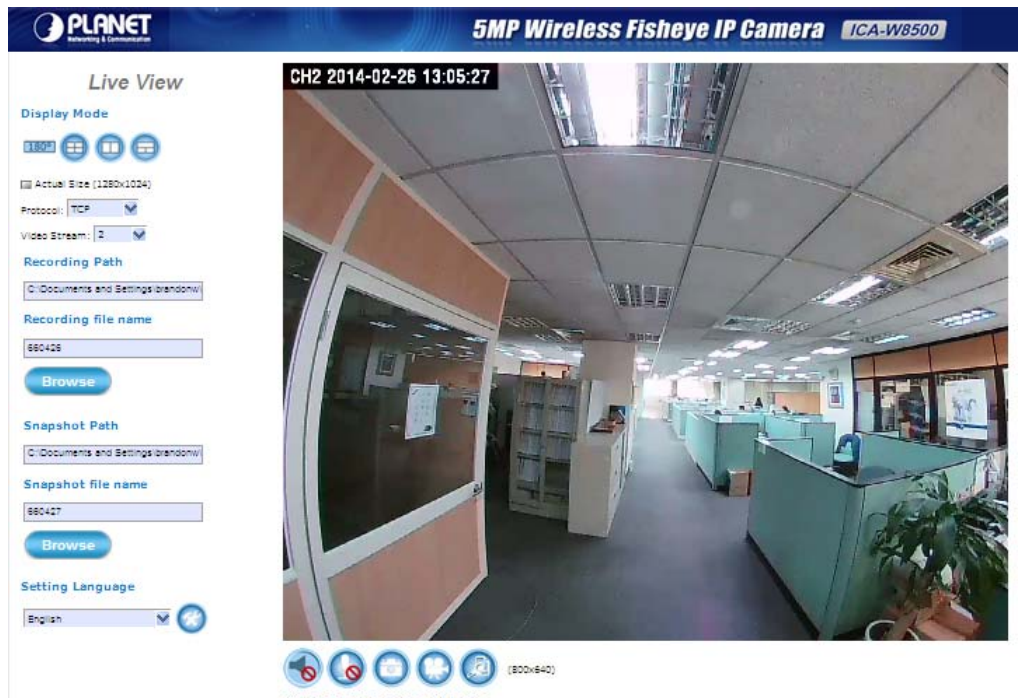 PLANET
Networking & Communication
5MP Wireless Fisheye IP Camera ICA-W8500
Live View
CH2 2014-02-26 13:05:27
Display Mode
180°
Actual Size (1280x1024)
Protocol: TCP
Video Stream: 2
Recording Path
C:\Documents and Settings\brandonw\
Recording file name
660426
Browse
Snapshot Path
C:\Documents and Settings\brandonw\
Snapshot file name
660427
Browse
Setting Language
English
(800x640)